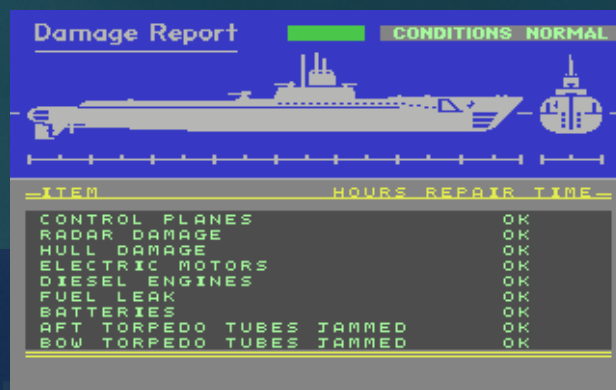 Damage Report
CONDITIONS NORMAL
ITEM HOURS REPAIR TIME
CONTROL PLANES OK
RADAR DAMAGE OK
HULL DAMAGE OK
ELECTRIC MOTORS OK
DIESEL ENGINES OK
FUEL LEAK OK
BATTERIES OK
AFT TORPEDO TUBES JAMMED OK
BOW TORPEDO TUBES JAMMED OK